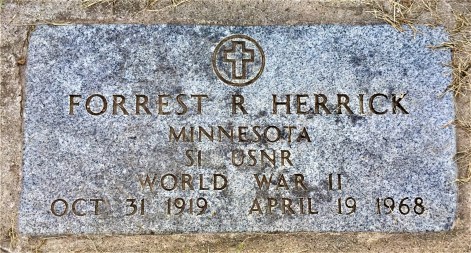 FORREST R HERRICK
MINNESOTA
S1 USNR
WORLD WAR II
OCT 31 1919 APRIL 19 1968